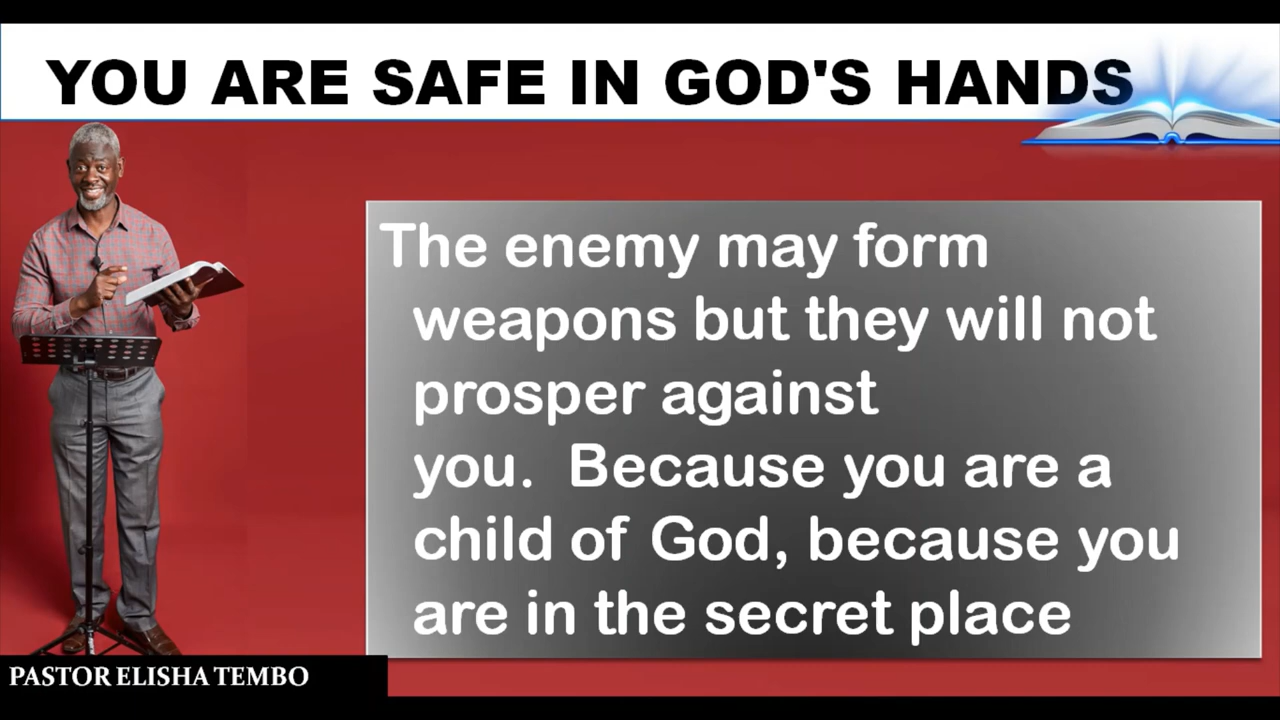 YOU ARE SAFE IN GOD'S HANDS
The enemy may form
weapons but they will not
prosper against
you.  Because you are a
child of God, because you
are in the secret place
PASTOR ELISHA TEMBO